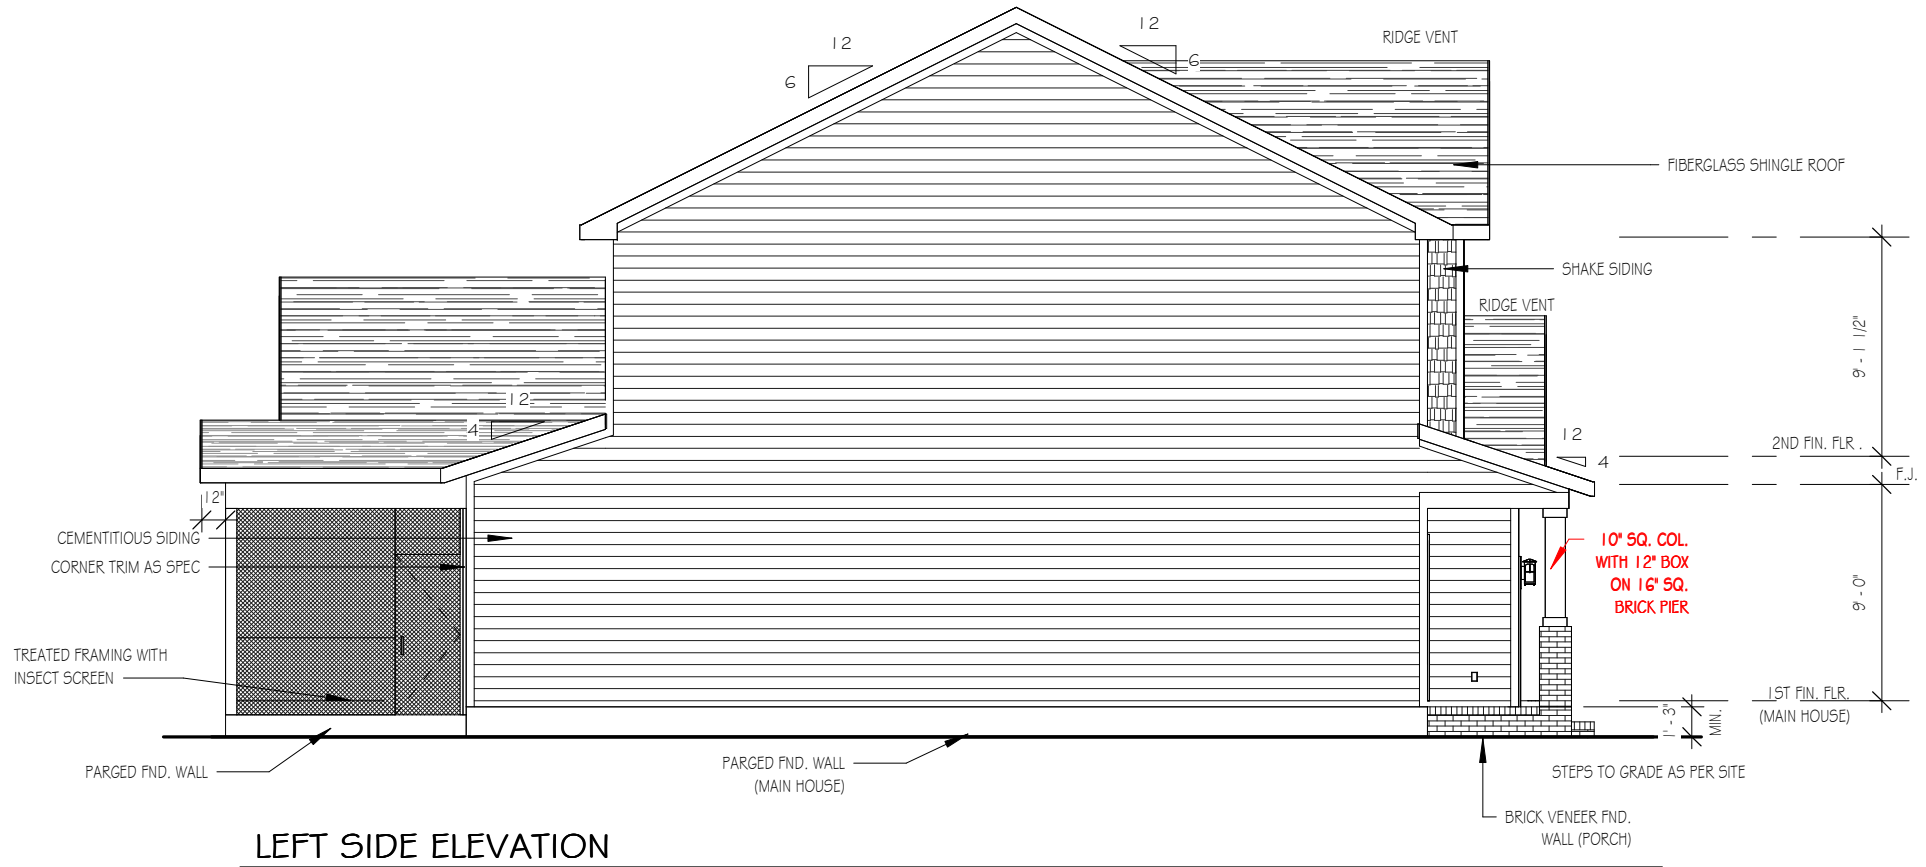 12
RIDGE VENT
12
6
6
FIBERGLASS SHINGLE ROOF
SHAKE SIDING
RIDGE VENT
9'-1 1/2"
12
4
12
4
2ND FIN. FLR.
F.J.
12"
CEMENTITIOUS SIDING
CORNER TRIM AS SPEC
10" SQ. COL.
WITH 12" BOX
ON 16" SQ.
BRICK PIER
9'-0"
TREATED FRAMING WITH
INSECT SCREEN
1ST FIN. FLR.
(MAIN HOUSE)
1'-3"
MIN.
PARGED FND. WALL
PARGED FND. WALL
(MAIN HOUSE)
STEPS TO GRADE AS PER SITE
BRICK VENEER FND.
WALL (PORCH)
LEFT SIDE ELEVATION